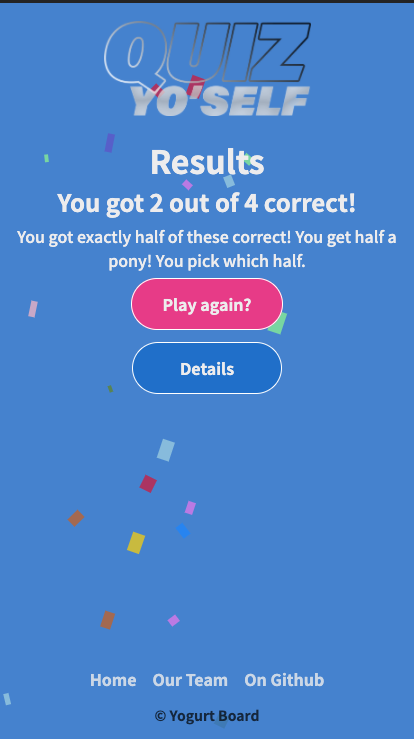 QUIZ
YO'SELF
Results
You got 2 out of 4 correct!
You got exactly half of these correct! You get half a
pony! You pick which half.
Play again?
Details
Home Our Team On Github
© Yogurt Board